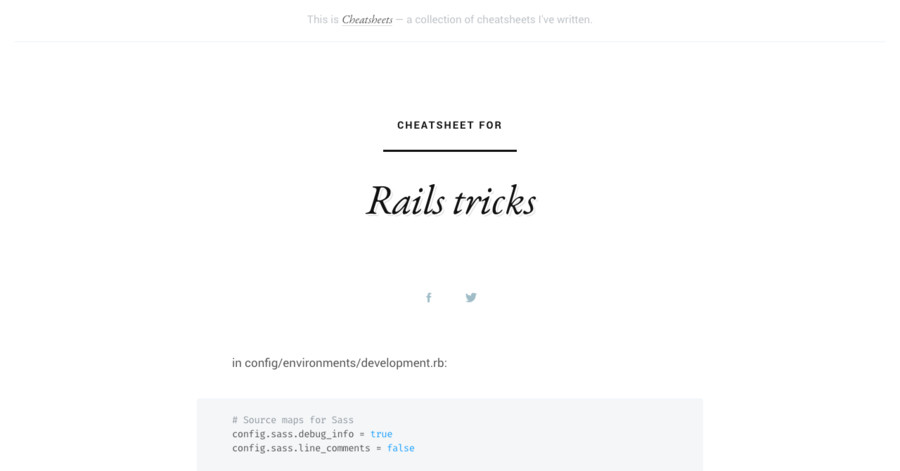 This is Cheatsheets — a collection of cheatsheets I've written.
CHEATSHEET FOR
Rails tricks
in config/environments/development.rb:
# Source maps for Sass
config.sass.debug_info = true
config.sass.line_comments = false